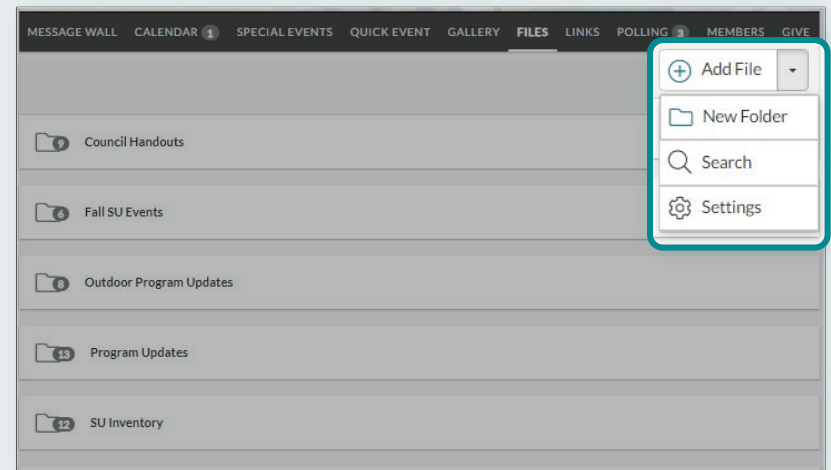 MESSAGE WALL CALENDAR 1 SPECIAL EVENTS QUICK EVENT GALLERY FILES LINKS POLLING 3 MEMBERS GIVE
Add File
New Folder
9 Council Handouts
Search
Settings
6 Fall SU Events
8 Outdoor Program Updates
13 Program Updates
12 SU Inventory